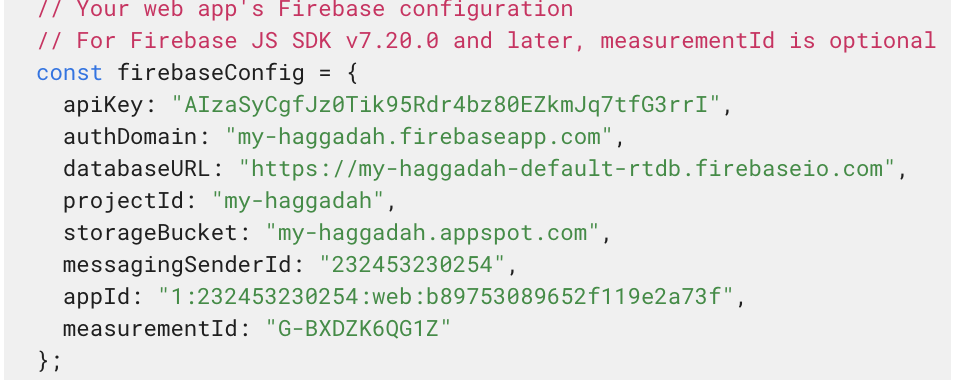 // Your web app's Firebase configuration
// For Firebase JS SDK v7.20.0 and later, measurementId is optional
const firebaseConfig = {
  apiKey: "AIzaSyCgfJz0Tik95Rdr4bz80EZkmJq7tfG3rrI",
  authDomain: "my-haggadah.firebaseapp.com",
  databaseURL: "https://my-haggadah-default-rtdb.firebaseio.com",
  projectId: "my-haggadah",
  storageBucket: "my-haggadah.appspot.com",
  messagingSenderId: "232453230254",
  appId: "1:232453230254:web:b89753089652f119e2a73f",
  measurementId: "G-BXDZK6QG1Z"
};